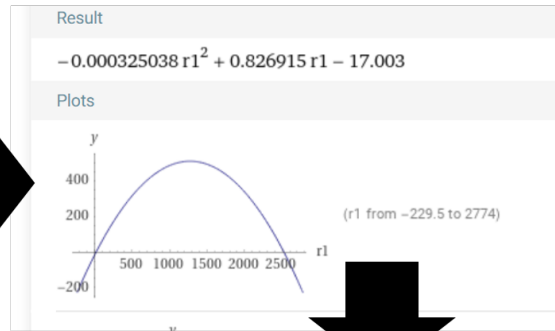 Result
−0.000325038 r1² + 0.826915 r1 − 17.003
Plots
y
400
200
−200
500 1000 1500 2000 2500
r1
(r1 from −229.5 to 2774)
y